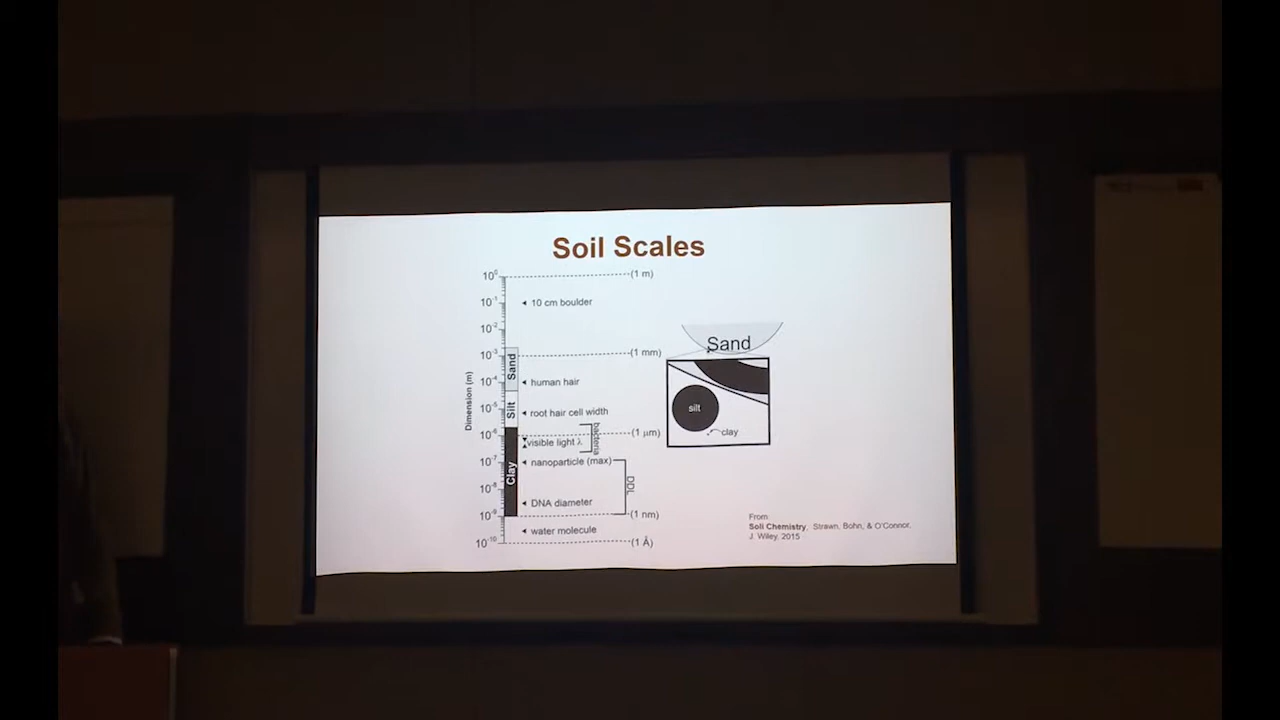 Soil Scales
10⁰
(1 m)
10⁻¹
10 cm boulder
10⁻²
10⁻³
(1 mm)
Sand
10⁻⁴
human hair
Silt
10⁻⁵
root hair cell width
bacteria
10⁻⁶
(1 μm)
visible light λ
Clay
10⁻⁷
nanoparticle (max)
DDL
10⁻⁸
DNA diameter
10⁻⁹
(1 nm)
water molecule
10⁻¹⁰
(1 Å)
Dimension (m)
Sand
silt
clay
From
Soil Chemistry, Strawn, Bohn, & O'Connor,
J. Wiley, 2015